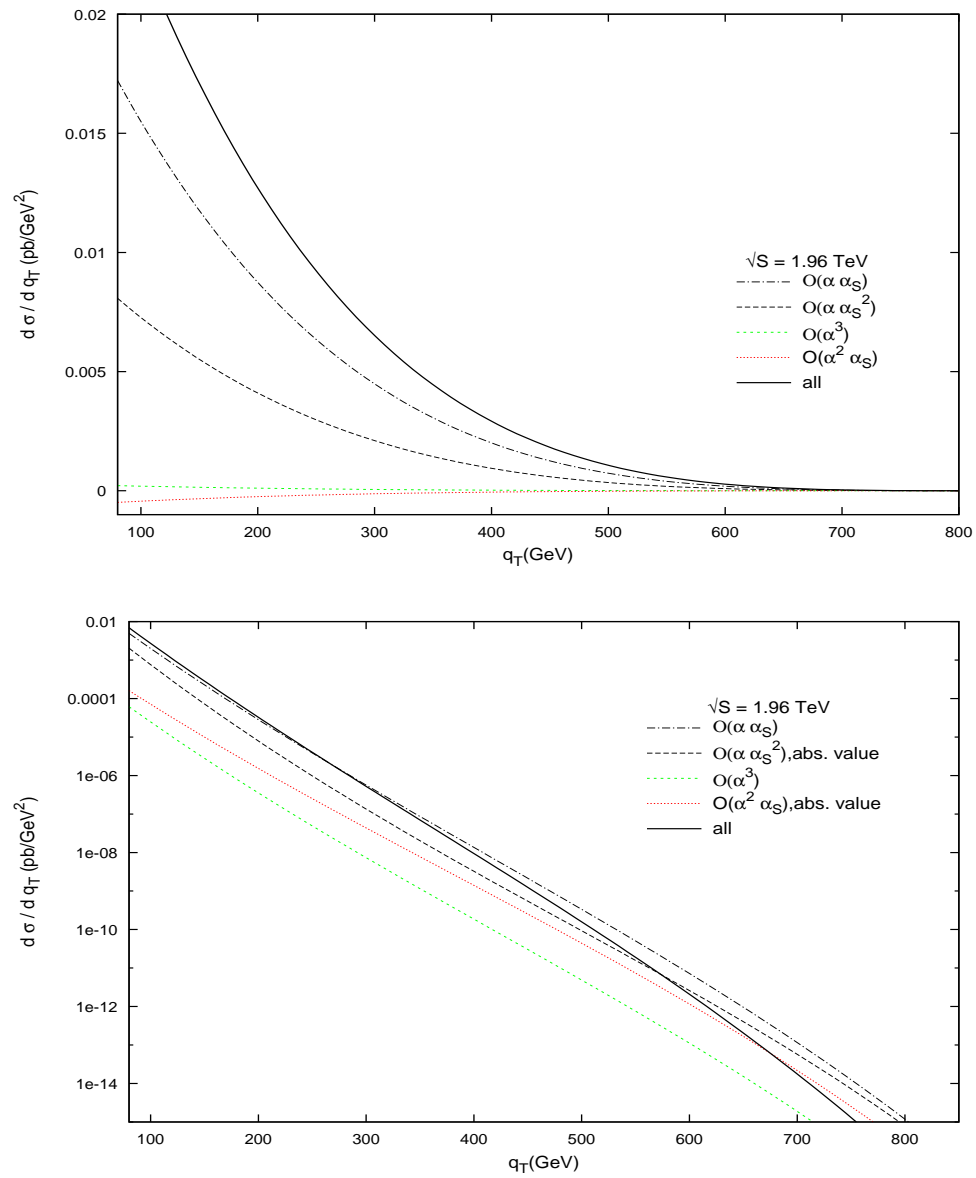 0.02
0.015
0.01
0.005
0
d σ / d q_T (pb/GeV^2)
√S = 1.96 TeV
O(α α_S)
O(α α_S^2)
O(α^3)
O(α^2 α_S)
all
100 200 300 400 500 600 700 800
q_T(GeV)
0.01
0.0001
1e-06
1e-08
1e-10
1e-12
1e-14
d σ / d q_T (pb/GeV^2)
√S = 1.96 TeV
O(α α_S)
O(α α_S^2),abs. value
O(α^3)
O(α^2 α_S),abs. value
all
100 200 300 400 500 600 700 800
q_T(GeV)